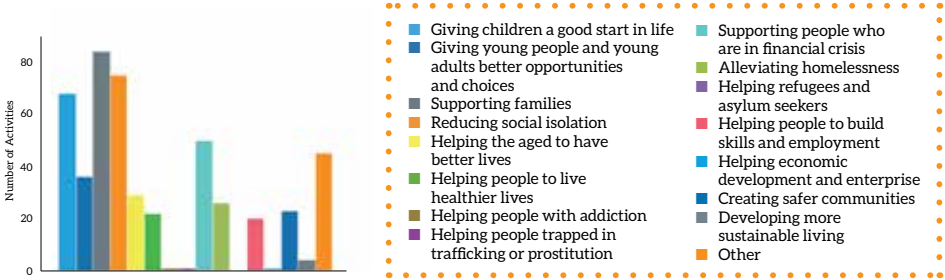 Number of Activities
80
60
40
20
0
Giving children a good start in life
Giving young people and young
adults better opportunities
and choices
Supporting families
Reducing social isolation
Helping the aged to have
better lives
Helping people to live
healthier lives
Helping people with addiction
Helping people trapped in
trafficking or prostitution
Supporting people who
are in financial crisis
Alleviating homelessness
Helping refugees and
asylum seekers
Helping people to build
skills and employment
Helping economic
development and enterprise
Creating safer communities
Developing more
sustainable living
Other